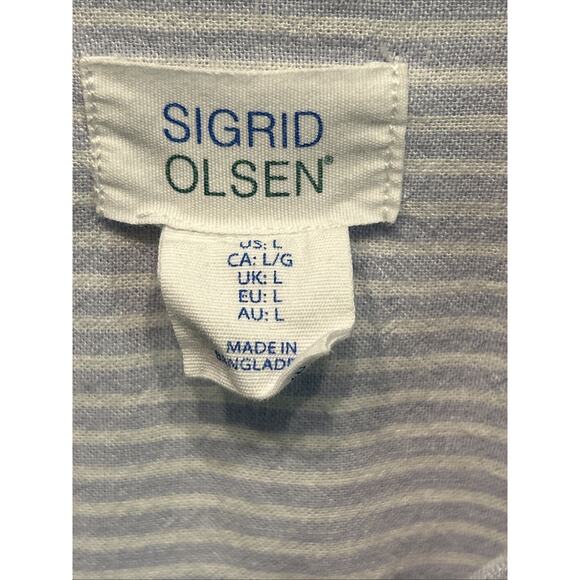 SIGRID
OLSEN®
US: L
CA: L/G
UK: L
EU: L
AU: L
MADE IN